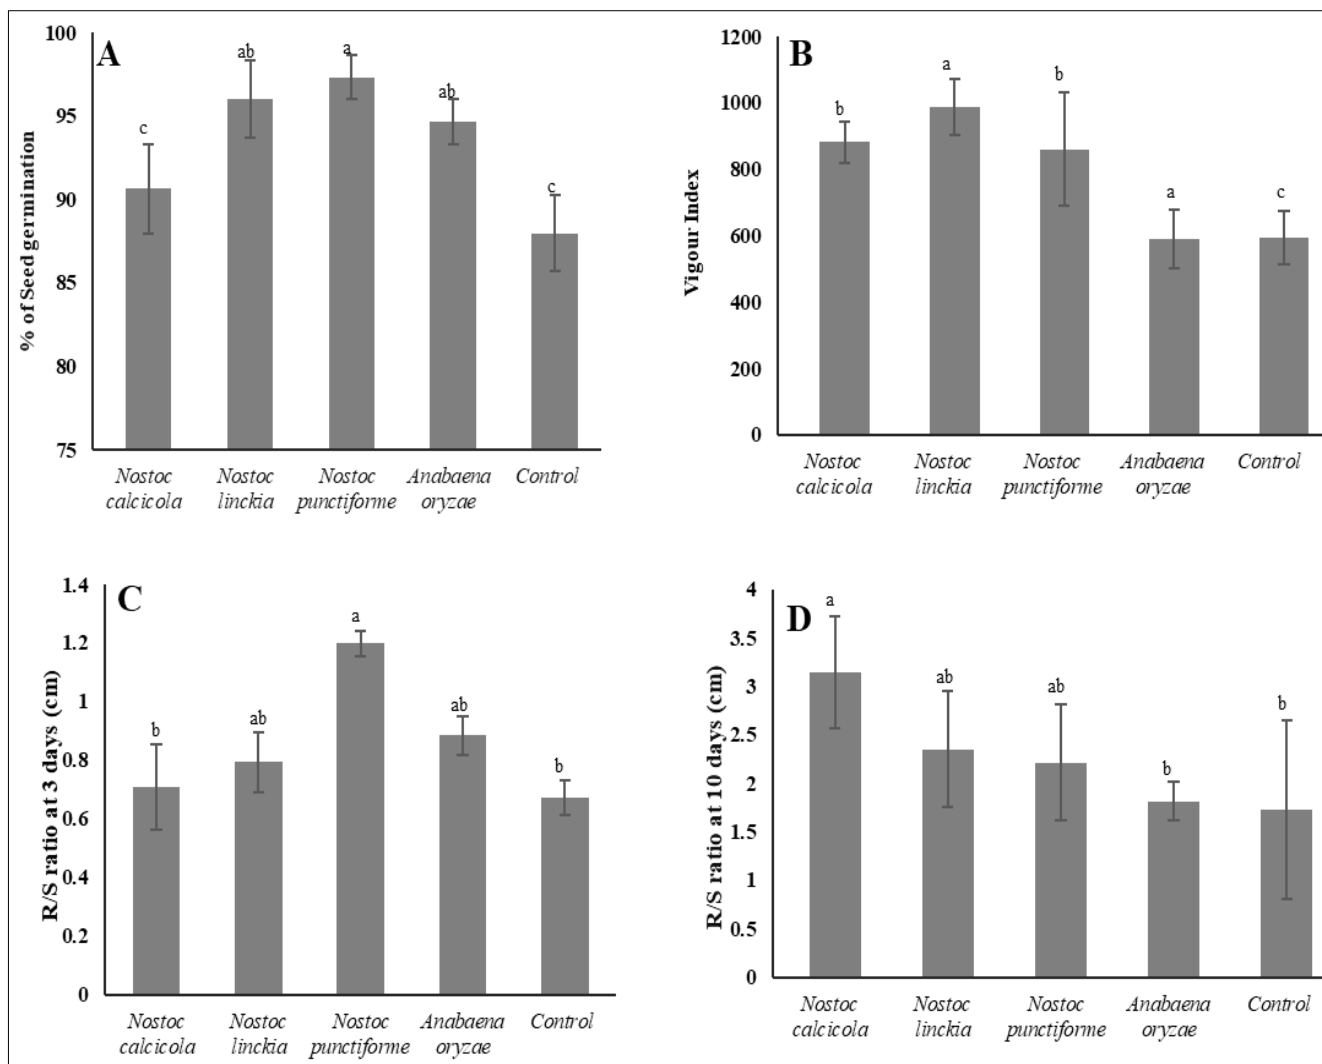 A
% of Seed germination
100
95
90
85
80
75
c
ab
a
ab
c
Nostoc calcicola
Nostoc linckia
Nostoc punctiforme
Anabaena oryzae
Control
B
Vigour Index
1200
1000
800
600
400
200
0
b
a
b
a
c
Nostoc calcicola
Nostoc linckia
Nostoc punctiforme
Anabaena oryzae
Control
C
R/S ratio at 3 days (cm)
1.4
1.2
1
0.8
0.6
0.4
0.2
0
b
ab
a
ab
b
Nostoc calcicola
Nostoc linckia
Nostoc punctiforme
Anabaena oryzae
Control
D
R/S ratio at 10 days (cm)
4
3.5
3
2.5
2
1.5
1
0.5
0
a
ab
ab
b
b
Nostoc calcicola
Nostoc linckia
Nostoc punctiforme
Anabaena oryzae
Control